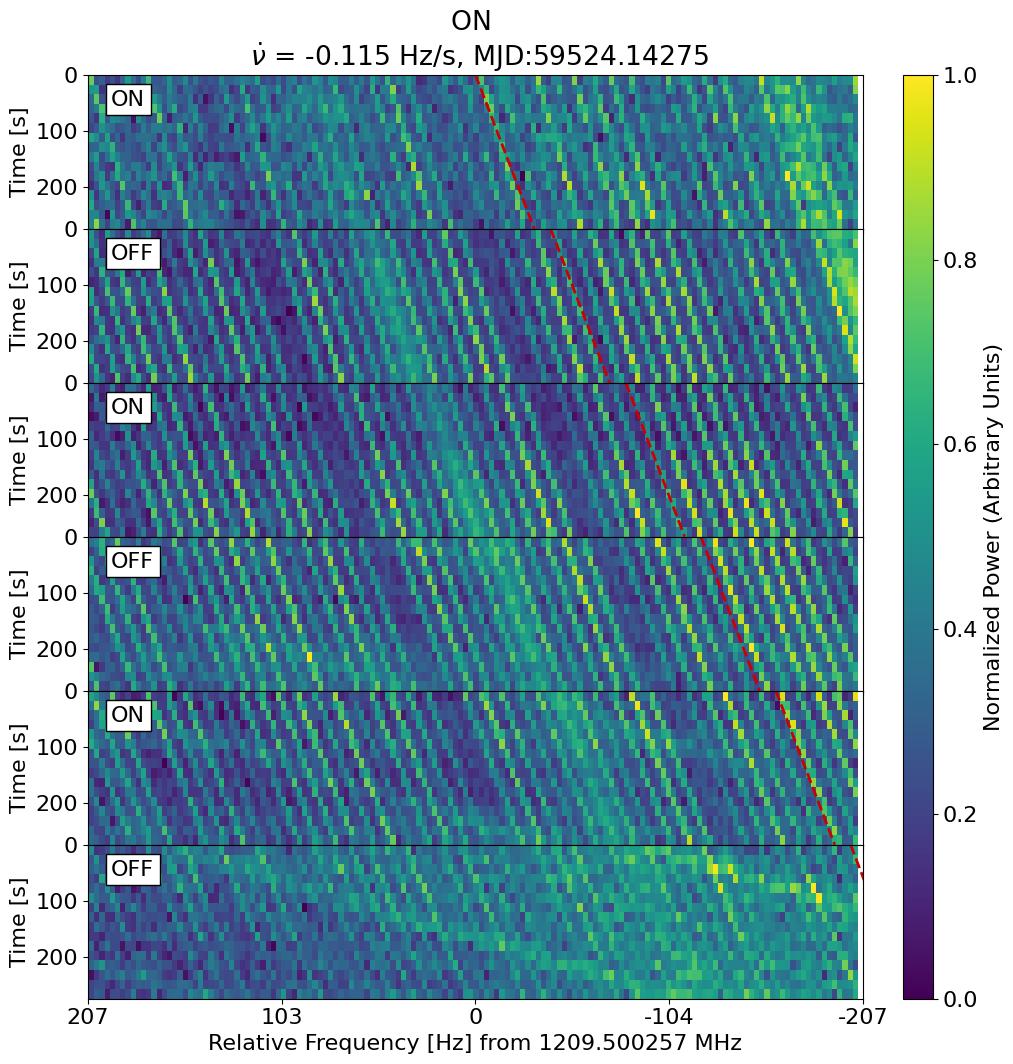 ON
ν̇ = -0.115 Hz/s, MJD:59524.14275
0
ON
100
200
Time [s]
0
OFF
100
200
Time [s]
0
ON
100
200
Time [s]
0
OFF
100
200
Time [s]
0
ON
100
200
Time [s]
0
OFF
100
200
Time [s]
207
103
0
-104
-207
Relative Frequency [Hz] from 1209.500257 MHz
1.0
0.8
0.6
0.4
0.2
0.0
Normalized Power (Arbitrary Units)